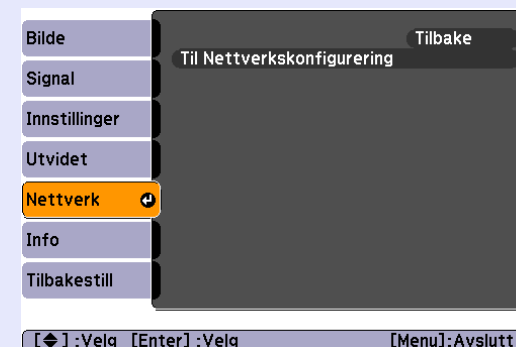 Bilde
Signal
Innstillinger
Utvidet
Nettverk
Info
Tilbakestill
Tilbake
Til Nettverkskonfigurering
[◆]:Velg [Enter]:Velg [Menu]:Avslutt